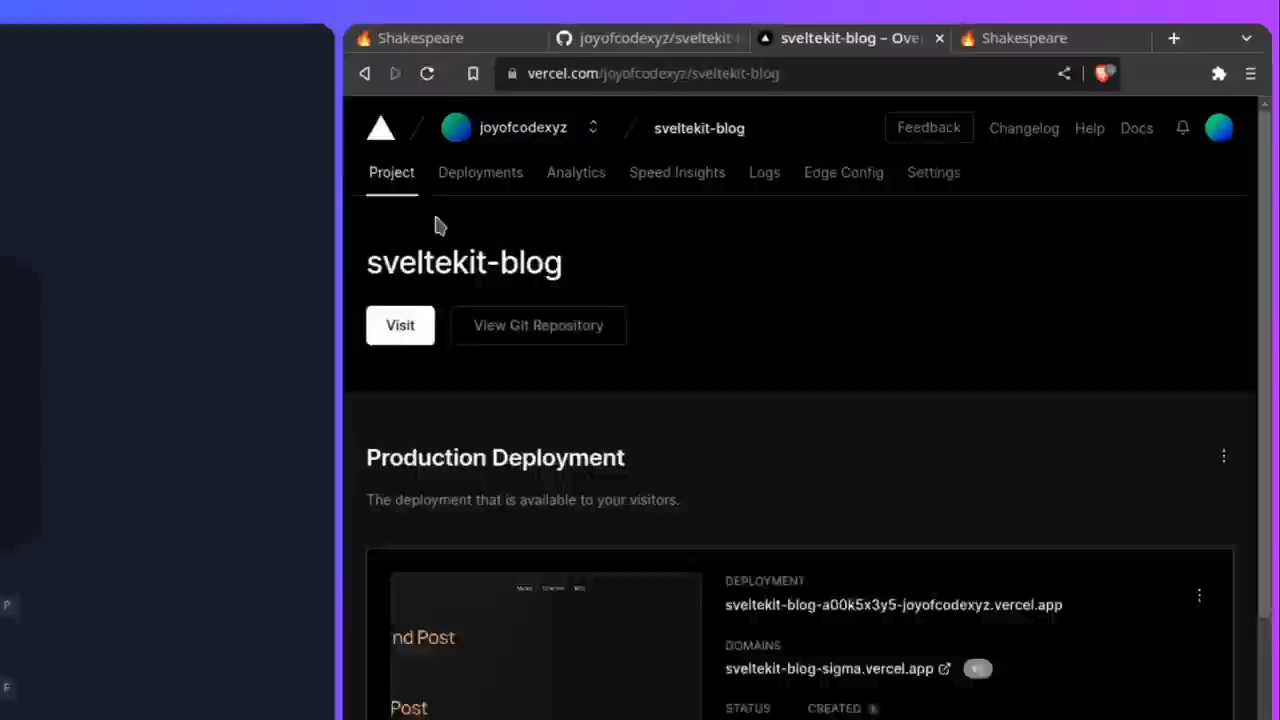 Shakespeare joyofcodexyz/sveltekit- sveltekit-blog – Ove Shakespeare
vercel.com/joyofcodexyz/sveltekit-blog
joyofcodexyz sveltekit-blog Feedback Changelog Help Docs
Project Deployments Analytics Speed Insights Logs Edge Config Settings
sveltekit-blog
Visit View Git Repository
Production Deployment
The deployment that is available to your visitors.
DEPLOYMENT
sveltekit-blog-a00k5x3y5-joyofcodexyz.vercel.app
nd Post
DOMAINS
sveltekit-blog-sigma.vercel.app
Post
STATUS CREATED
P
F